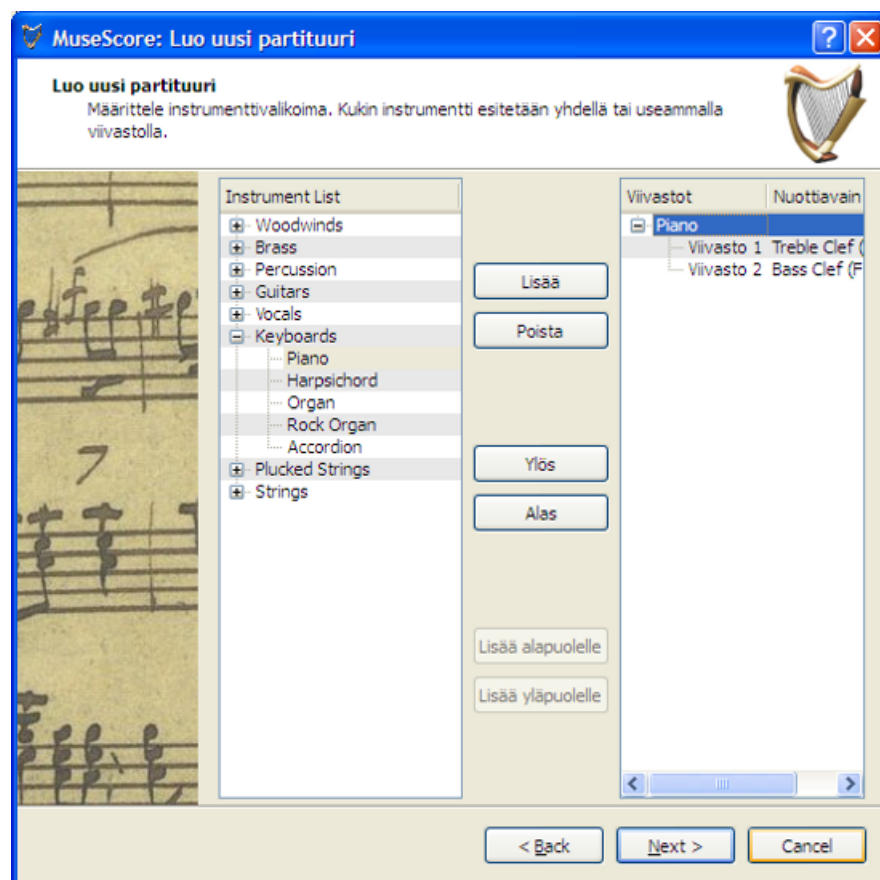 MuseScore: Luo uusi partituuri
Luo uusi partituuri
Määrittele instrumenttivalikoima. Kukin instrumentti esitetään yhdellä tai useammalla
viivastolla.
Instrument List
Woodwinds
Brass
Percussion
Guitars
Vocals
Keyboards
Piano
Harpsichord
Organ
Rock Organ
Accordion
Plucked Strings
Strings
Lisää
Poista
Ylös
Alas
Lisää alapuolelle
Lisää yläpuolelle
Viivastot Nuottiavain
Piano
Viivasto 1 Treble Clef (
Viivasto 2 Bass Clef (F
< Back
Next >
Cancel